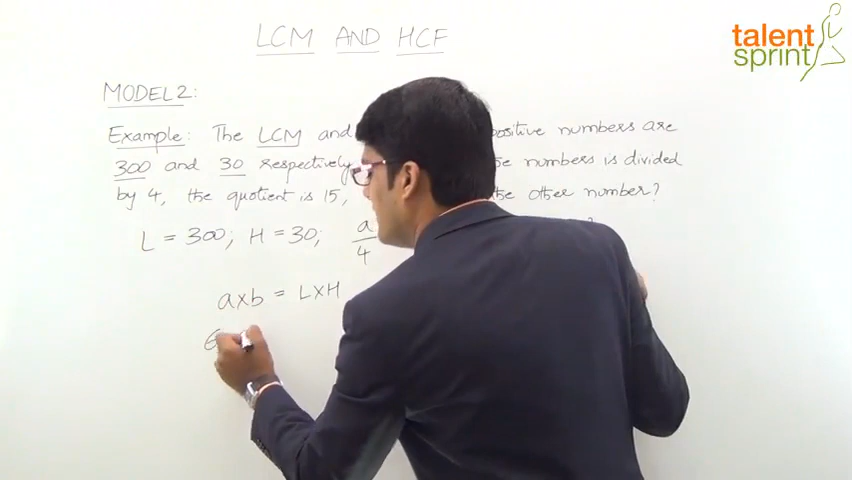 LCM AND HCF
talent
sprint
MODEL 2:
Example: The LCM and positive numbers are
300 and 30 respectively numbers is divided
by 4, the quotient is 15, the other number?
L = 300; H = 30; a/4
a×b = L×H